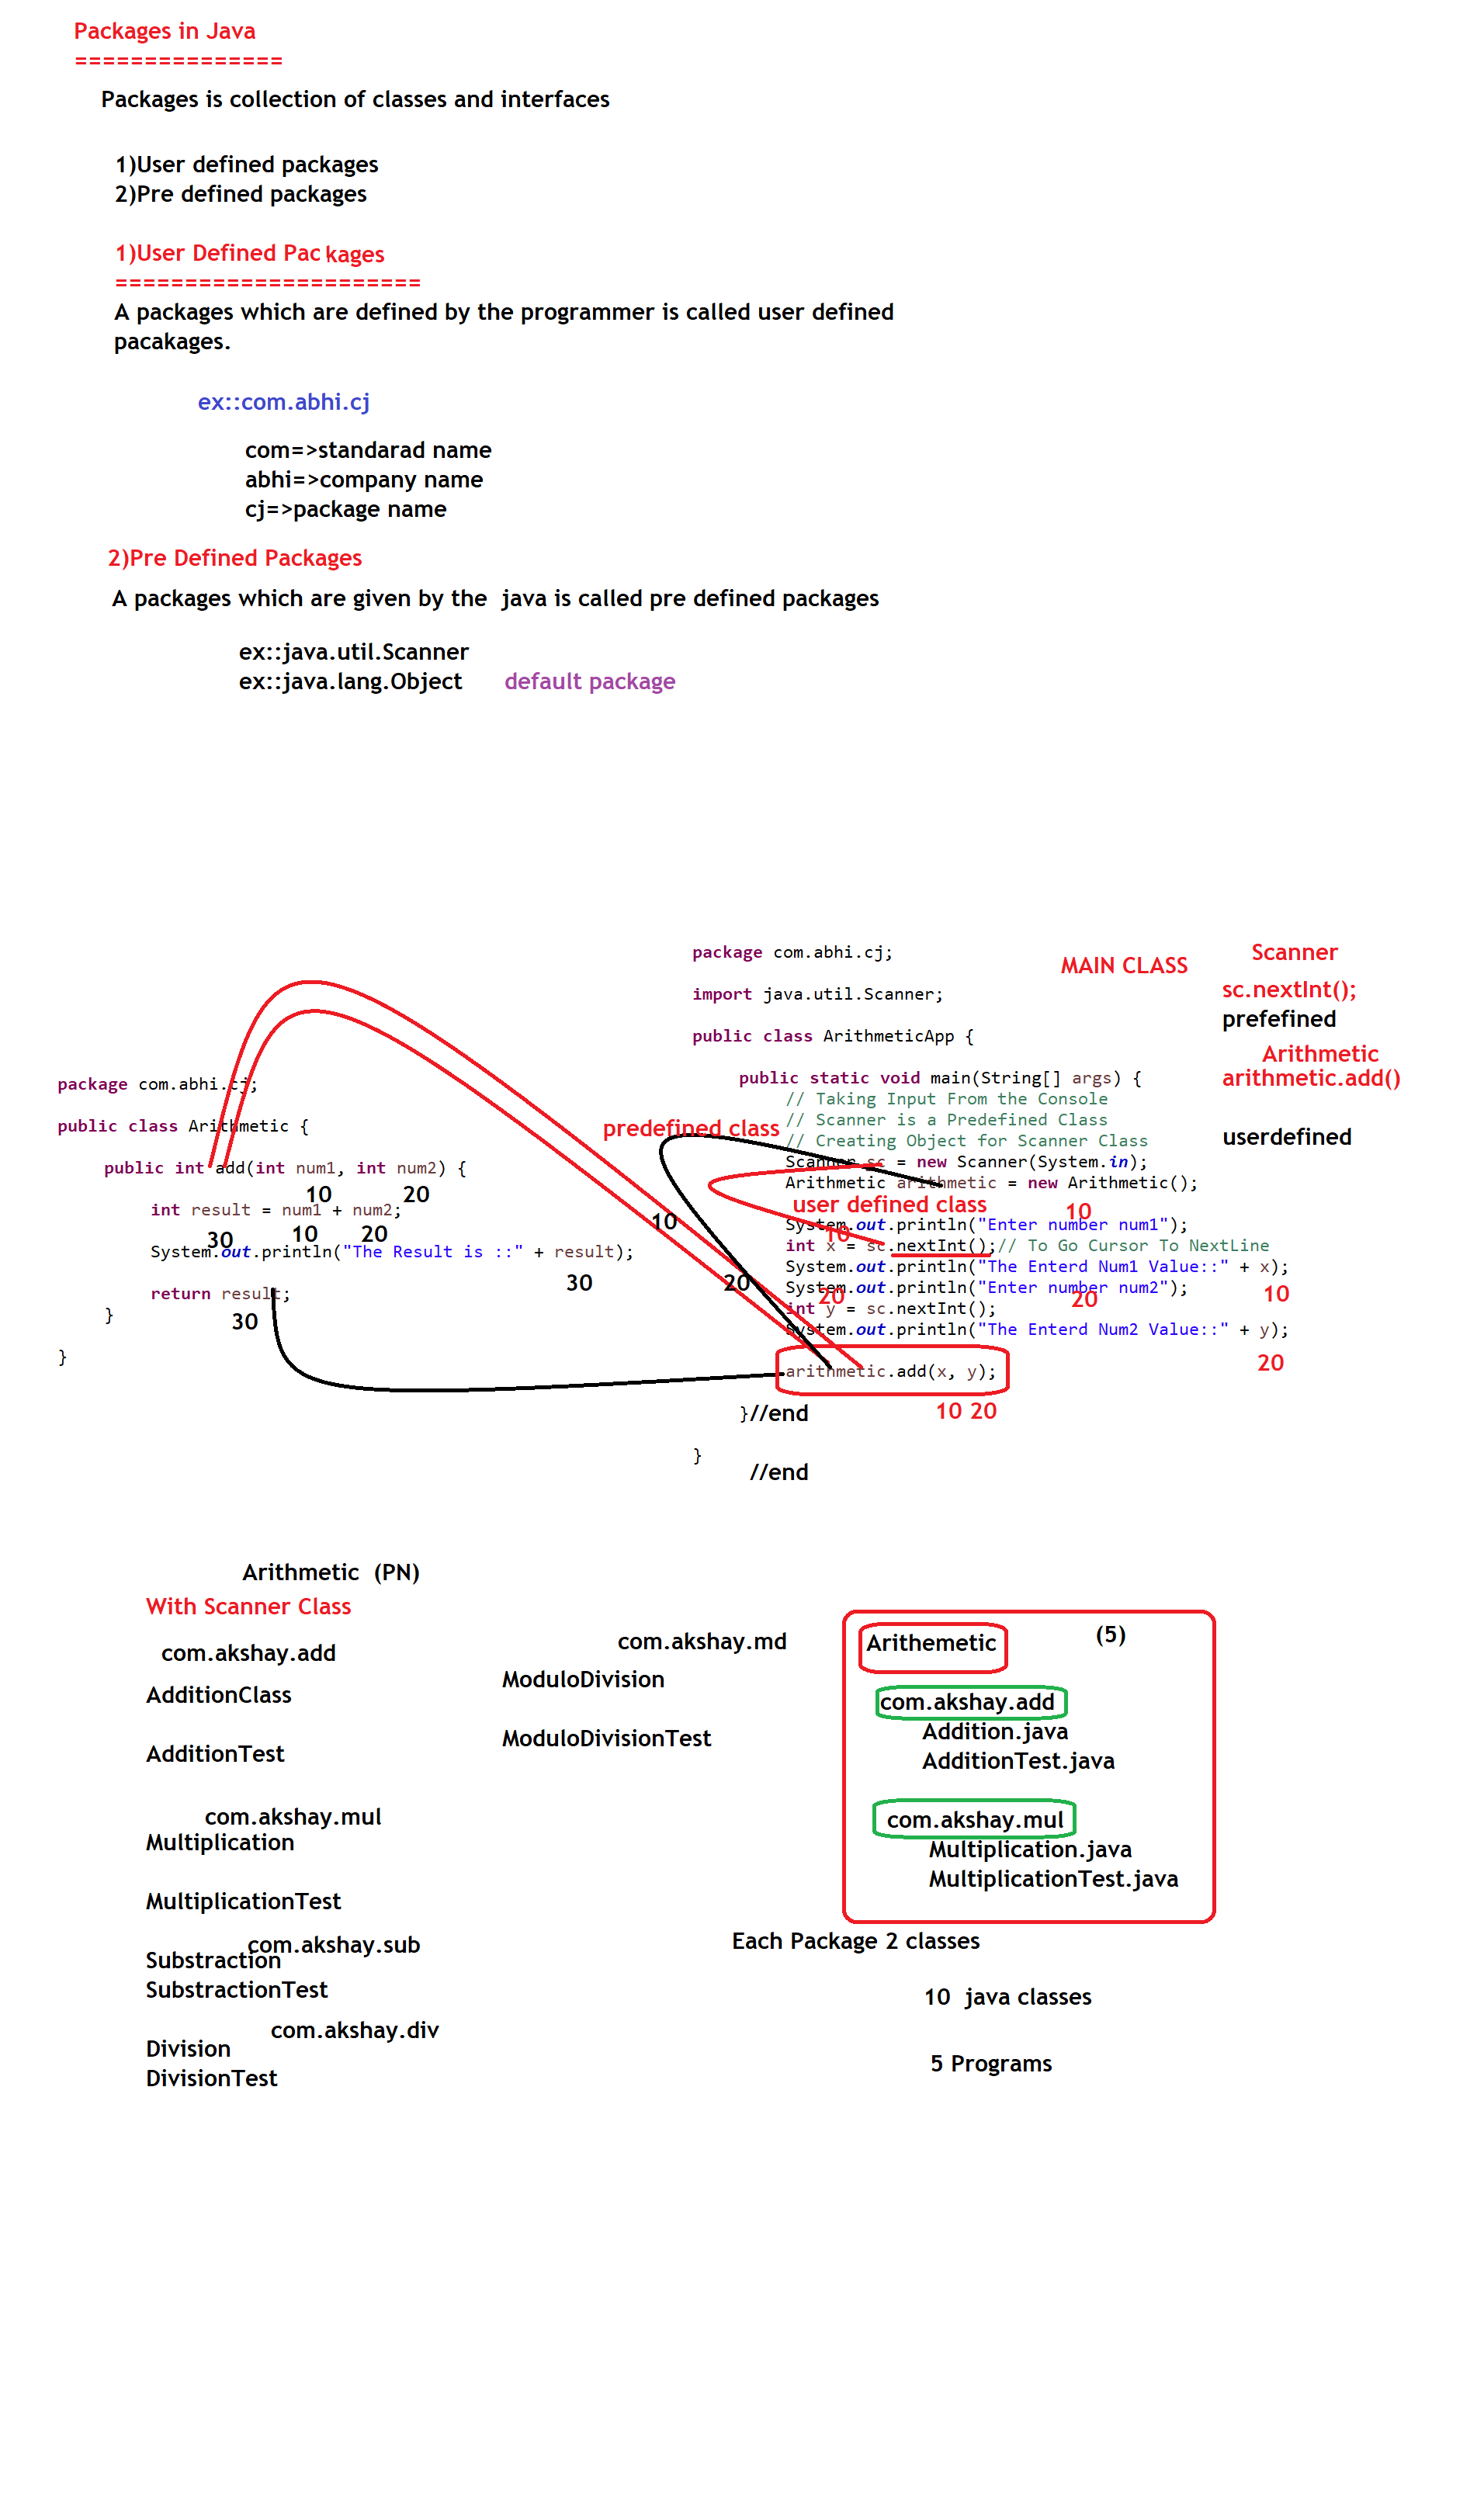 Packages in Java
===============
Packages is collection of classes and interfaces
1)User defined packages
2)Pre defined packages
1)User Defined Pac kages
======================
A packages which are defined by the programmer is called user defined
pacakages.
ex::com.abhi.cj
com=>standarad name
abhi=>company name
cj=>package name
2)Pre Defined Packages
A packages which are given by the  java is called pre defined packages
ex::java.util.Scanner
ex::java.lang.Object default package
package com.abhi.cj;
public class Arithmetic {
public int add(int num1, int num2) {
10 20
int result = num1 + num2;
30 10 20
System.out.println("The Result is ::" + result);
30
return result;
30
}
}
10
20
package com.abhi.cj;
MAIN CLASS
import java.util.Scanner;
public class ArithmeticApp {
public static void main(String[] args) {
// Taking Input From the Console
// Scanner is a Predefined Class
predefined class
// Creating Object for Scanner Class
Scanner sc = new Scanner(System.in);
Arithmetic arithmetic = new Arithmetic();
user defined class
10
System.out.println("Enter number num1");
10
int x = sc.nextInt();// To Go Cursor To NextLine
System.out.println("The Enterd Num1 Value::" + x);
10
System.out.println("Enter number num2");
20 20
int y = sc.nextInt();
System.out.println("The Enterd Num2 Value::" + y);
20
arithmetic.add(x, y);
10 20
}//end
}
//end
Scanner
sc.nextInt();
prefefined
Arithmetic
arithmetic.add()
userdefined
Arithmetic  (PN)
With Scanner Class
com.akshay.add
AdditionClass
AdditionTest
com.akshay.mul
Multiplication
MultiplicationTest
com.akshay.sub
Substraction
SubstractionTest
com.akshay.div
Division
DivisionTest
com.akshay.md
ModuloDivision
ModuloDivisionTest
Arithemetic (5)
com.akshay.add
Addition.java
AdditionTest.java
com.akshay.mul
Multiplication.java
MultiplicationTest.java
Each Package 2 classes
10  java classes
5 Programs